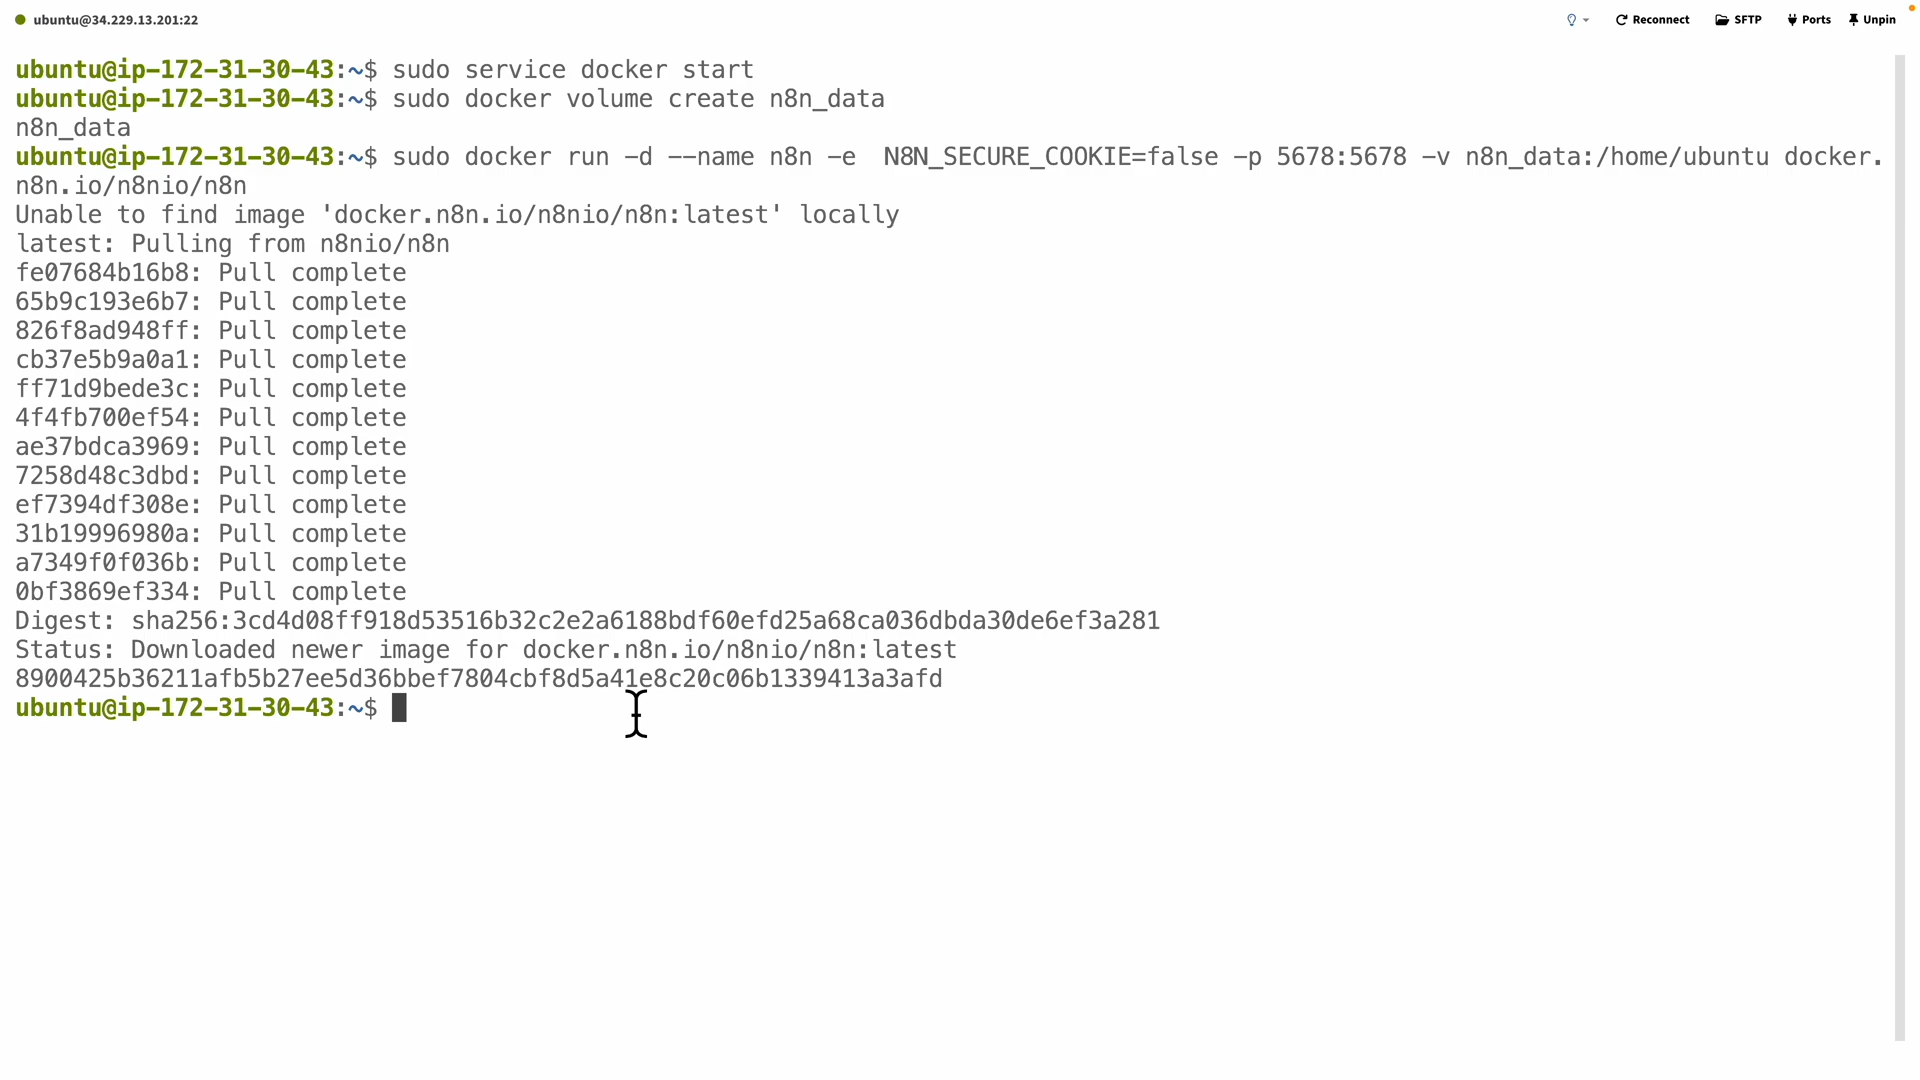 ubuntu@34.229.13.201:22
Reconnect
SFTP
Ports
Unpin
ubuntu@ip-172-31-30-43:~$ sudo service docker start
ubuntu@ip-172-31-30-43:~$ sudo docker volume create n8n_data
n8n_data
ubuntu@ip-172-31-30-43:~$ sudo docker run -d --name n8n -e  N8N_SECURE_COOKIE=false -p 5678:5678 -v n8n_data:/home/ubuntu docker.
n8n.io/n8nio/n8n
Unable to find image 'docker.n8n.io/n8nio/n8n:latest' locally
latest: Pulling from n8nio/n8n
fe07684b16b8: Pull complete
65b9c193e6b7: Pull complete
826f8ad948ff: Pull complete
cb37e5b9a0a1: Pull complete
ff71d9bede3c: Pull complete
4f4fb700ef54: Pull complete
ae37bdca3969: Pull complete
7258d48c3dbd: Pull complete
ef7394df308e: Pull complete
31b19996980a: Pull complete
a7349f0f036b: Pull complete
0bf3869ef334: Pull complete
Digest: sha256:3cd4d08ff918d53516b32c2e2a6188bdf60efd25a68ca036dbda30de6ef3a281
Status: Downloaded newer image for docker.n8n.io/n8nio/n8n:latest
8900425b36211afb5b27ee5d36bbef7804cbf8d5a41e8c20c06b1339413a3afd
ubuntu@ip-172-31-30-43:~$